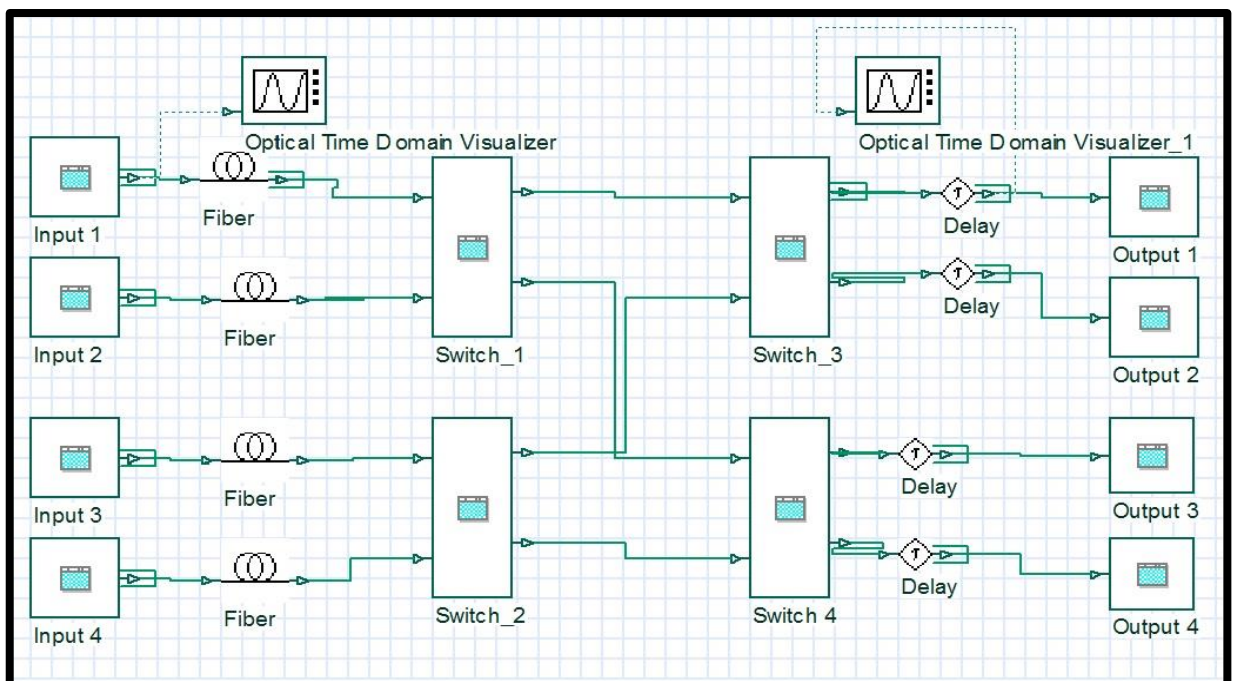 Optical Time Domain Visualizer
Optical Time Domain Visualizer_1
Input 1
Fiber
Delay
Output 1
Input 2
Fiber
Switch_1
Switch_3
Delay
Output 2
Input 3
Fiber
Delay
Output 3
Input 4
Fiber
Switch_2
Switch 4
Delay
Output 4